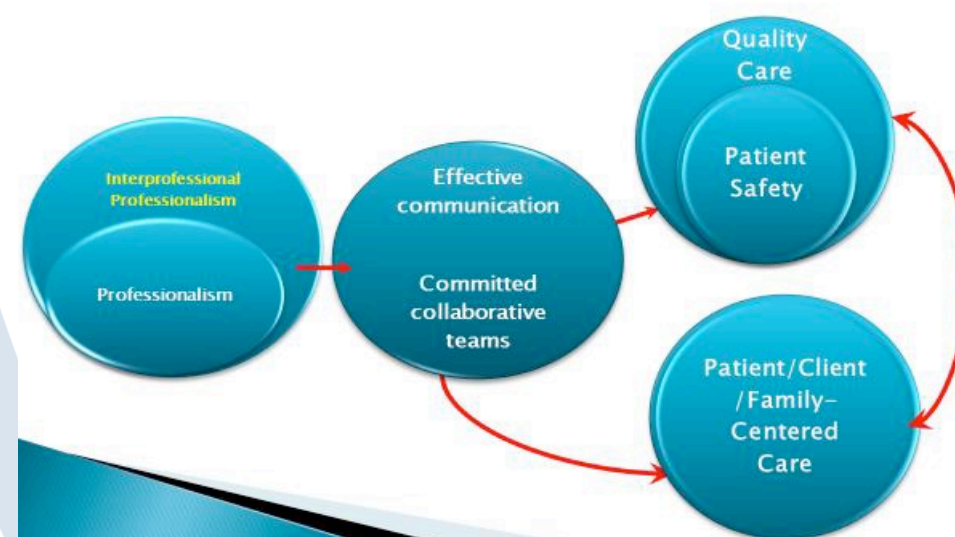 Interprofessional
Professionalism
Professionalism
Effective
communication
Committed
collaborative
teams
Quality
Care
Patient
Safety
Patient/Client
/Family-
Centered
Care